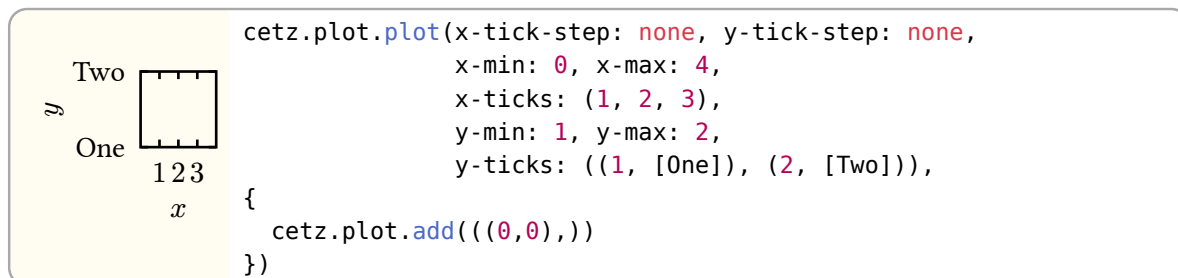 Two
y
One
1 2 3
x
cetz.plot.plot(x-tick-step: none, y-tick-step: none,
x-min: 0, x-max: 4,
x-ticks: (1, 2, 3),
y-min: 1, y-max: 2,
y-ticks: ((1, [One]), (2, [Two])),
{
cetz.plot.add(((0,0),))
})